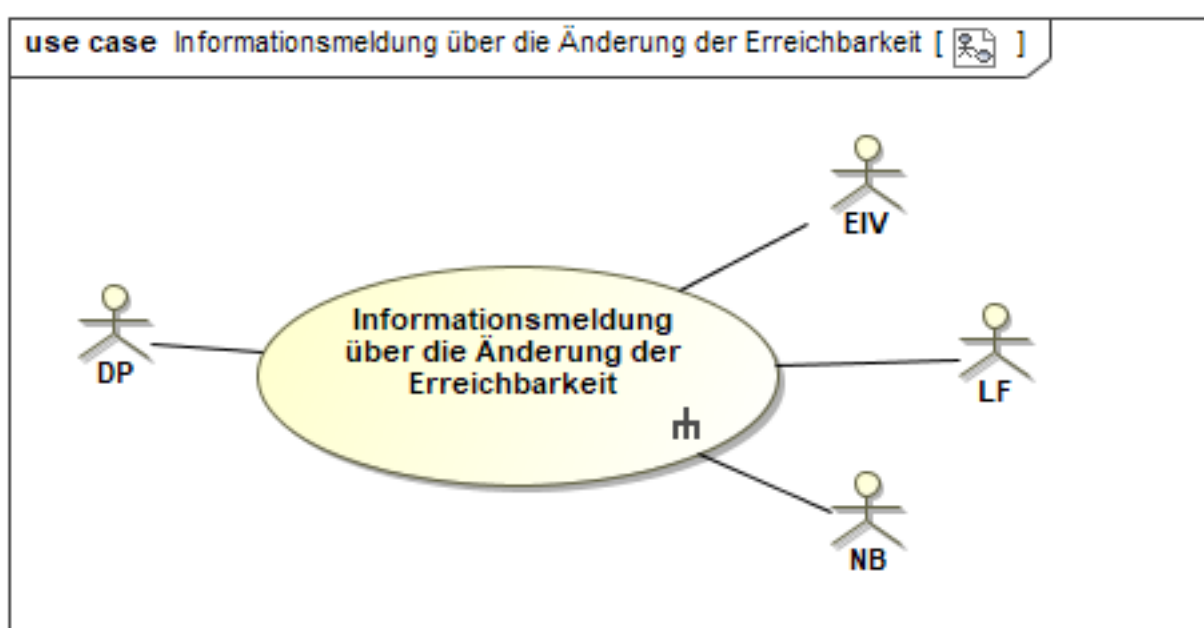 use case Informationsmeldung über die Änderung der Erreichbarkeit [ ]
EIV
Informationsmeldung
über die Änderung der
Erreichbarkeit
DP
LF
NB